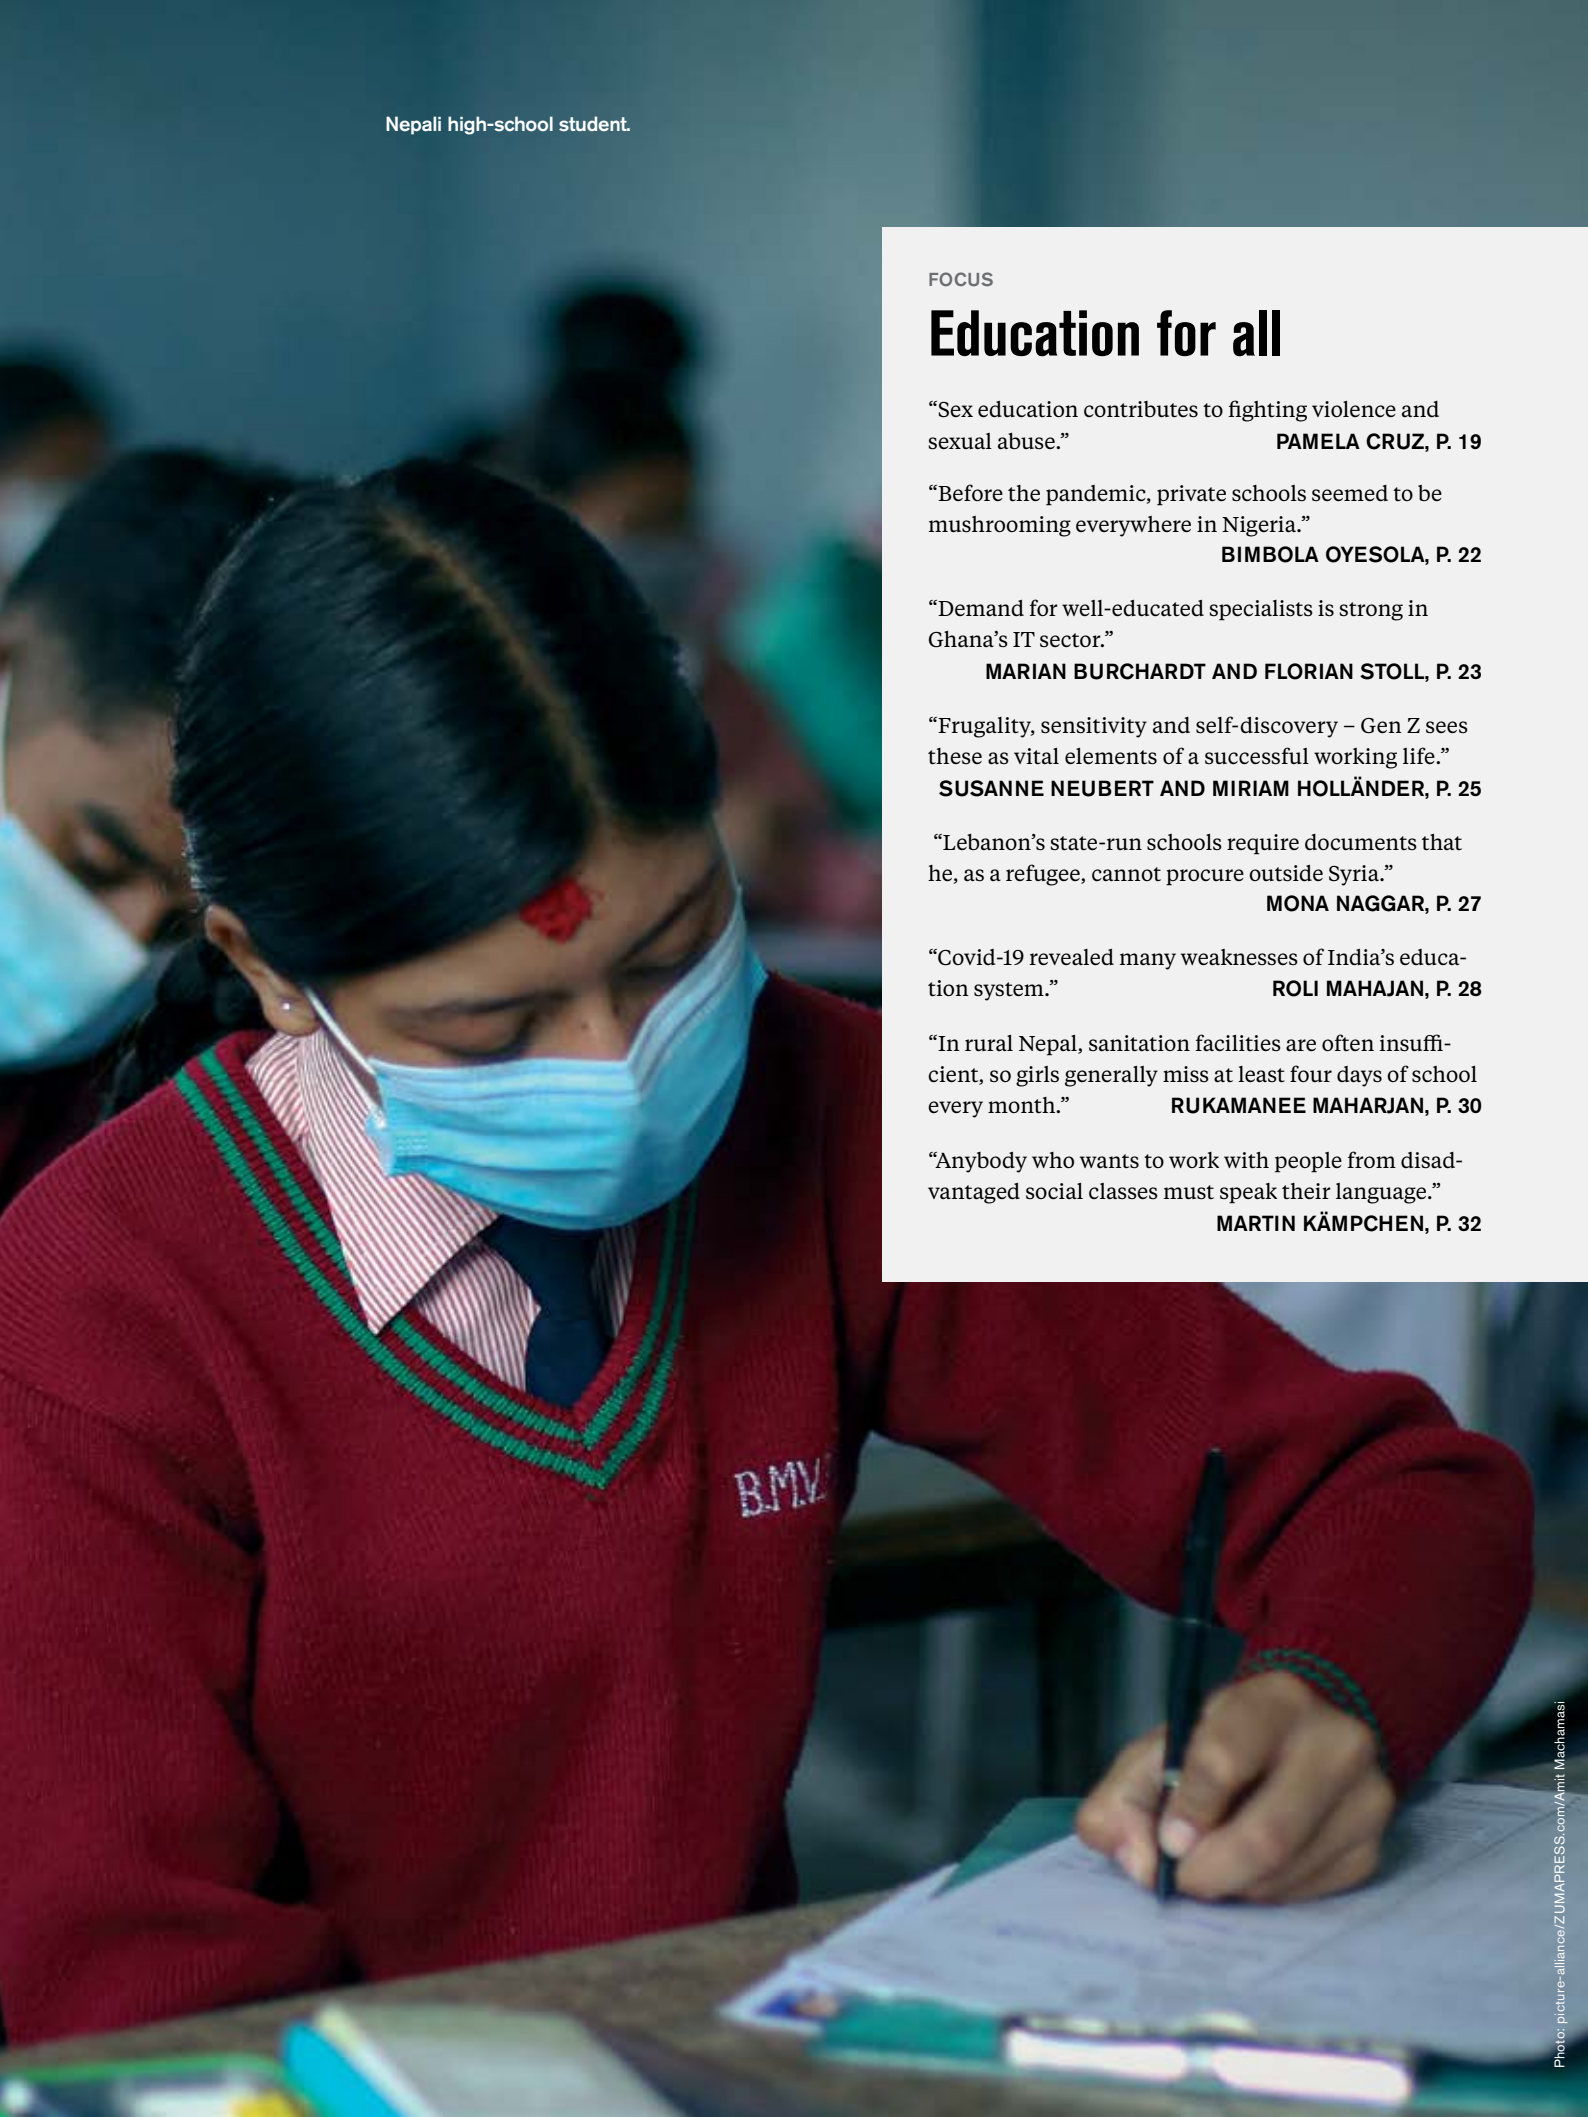 Nepali high-school student.
FOCUS
Education for all
“Sex education contributes to fighting violence and
sexual abuse.” PAMELA CRUZ, P. 19
“Before the pandemic, private schools seemed to be
mushrooming everywhere in Nigeria.”
BIMBOLA OYESOLA, P. 22
“Demand for well-educated specialists is strong in
Ghana’s IT sector.”
MARIAN BURCHARDT AND FLORIAN STOLL, P. 23
“Frugality, sensitivity and self-discovery – Gen Z sees
these as vital elements of a successful working life.”
SUSANNE NEUBERT AND MIRIAM HOLLÄNDER, P. 25
“Lebanon’s state-run schools require documents that
he, as a refugee, cannot procure outside Syria.”
MONA NAGGAR, P. 27
“Covid-19 revealed many weaknesses of India’s educa-
tion system.” ROLI MAHAJAN, P. 28
“In rural Nepal, sanitation facilities are often insuffi-
cient, so girls generally miss at least four days of school
every month.” RUKAMANEE MAHARJAN, P. 30
“Anybody who wants to work with people from disad-
vantaged social classes must speak their language.”
MARTIN KÄMPCHEN, P. 32
B.M.V.
Photo: picture-alliance/ZUMAPRESS.com/Amit Machamasi